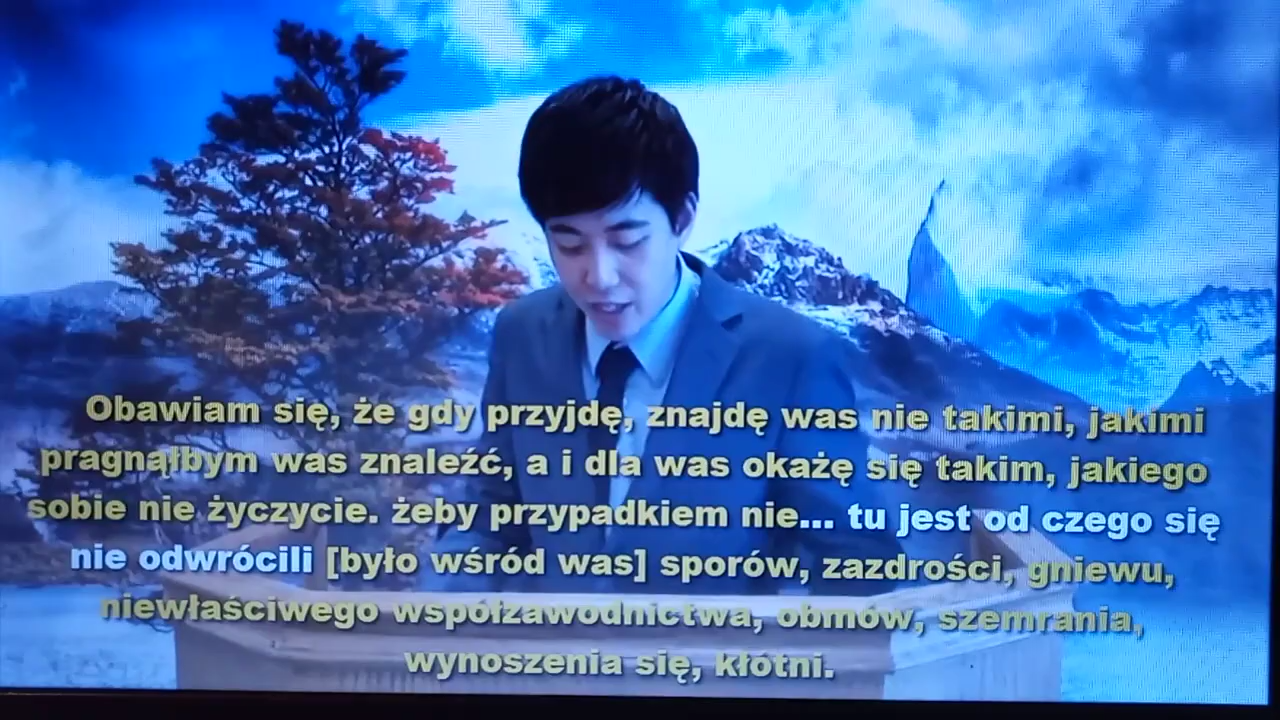 Obawiam się, że gdy przyjdę, znajdę was nie takimi, jakimi
pragnąłbym was znaleźć, a i dla was okażę się takim, jakiego
sobie nie życzycie. żeby przypadkiem nie... tu jest od czego się
nie odwrócili [było wśród was] sporów, zazdrości, gniewu,
niewłaściwego współzawodnictwa, obmów, szemrania,
wynoszenia się, kłótni.